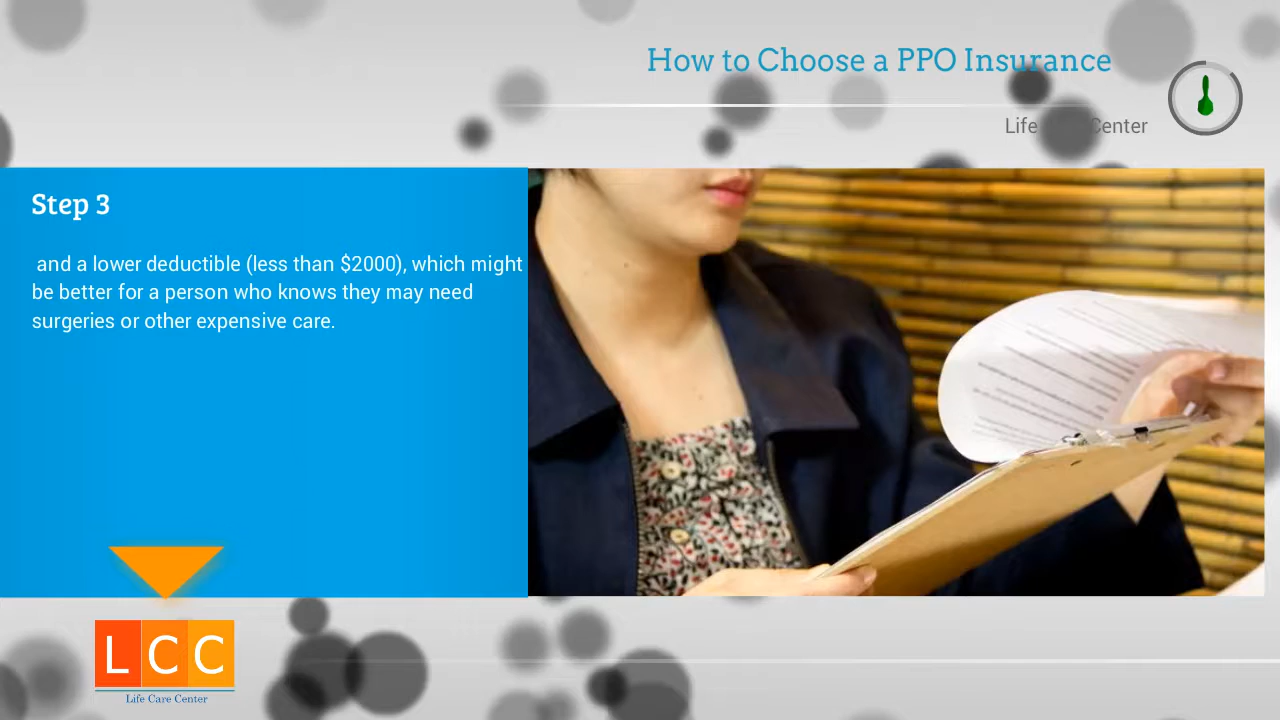 How to Choose a PPO Insurance
Life Care Center
Step 3
and a lower deductible (less than $2000), which might
be better for a person who knows they may need
surgeries or other expensive care.
LCC
Life Care Center